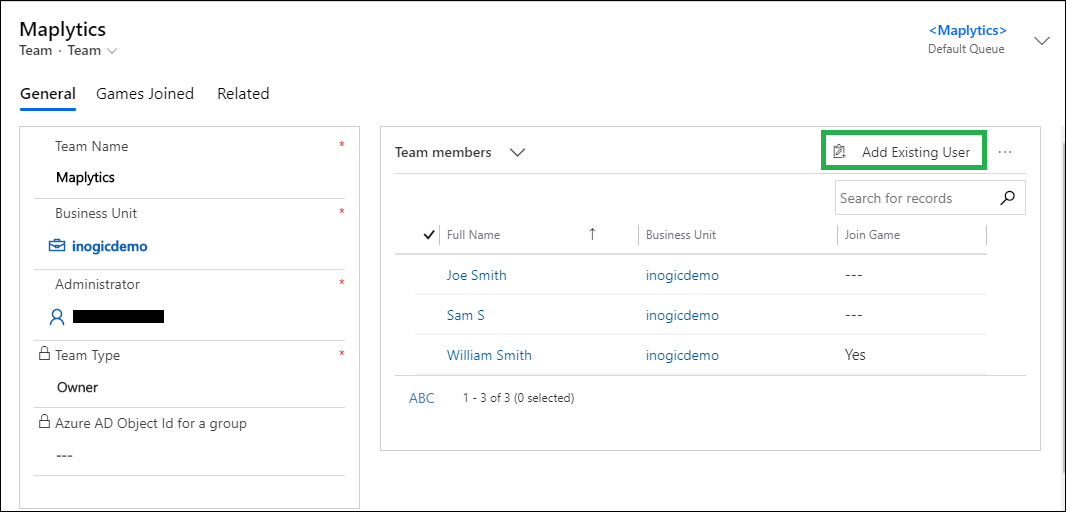 Maplytics
Team · Team
<Maplytics>
Default Queue
General Games Joined Related
Team Name *
Maplytics
Business Unit *
inogicdemo
Administrator *
Team Type *
Owner
Azure AD Object Id for a group
---
Team members
Add Existing User ...
Search for records
Full Name ↑ Business Unit Join Game
Joe Smith inogicdemo ---
Sam S inogicdemo ---
William Smith inogicdemo Yes
ABC 1 - 3 of 3 (0 selected)